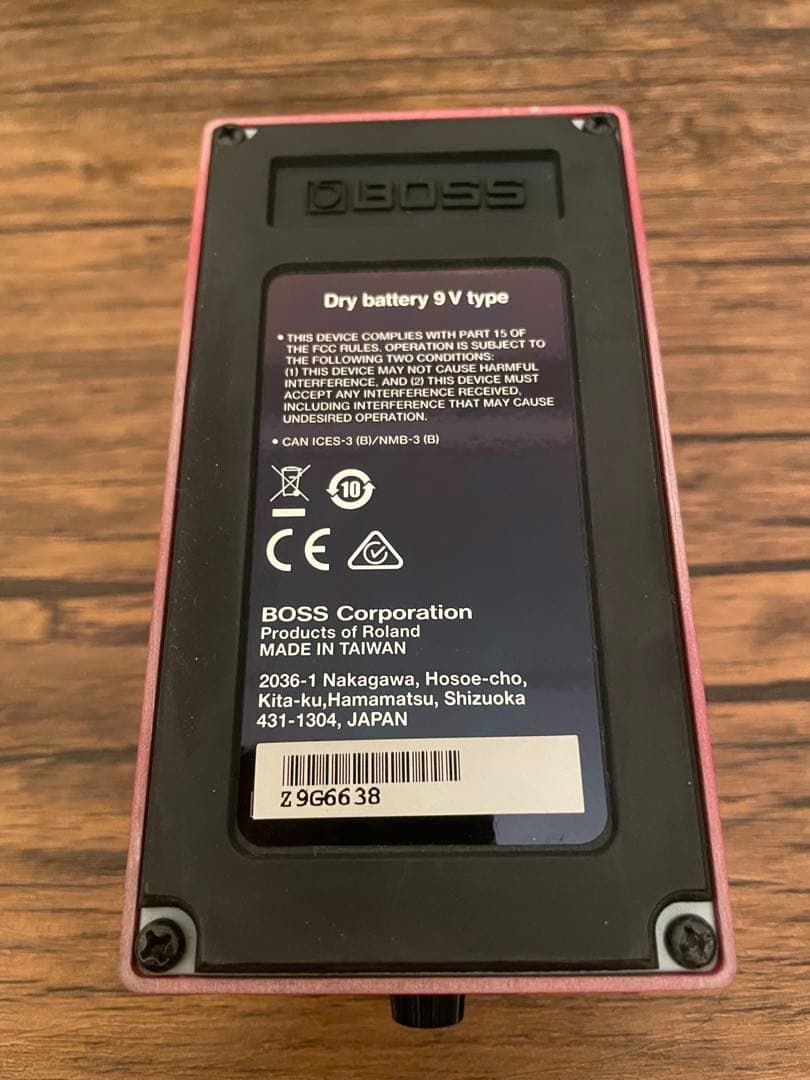 BOSS
Dry battery 9 V type
• THIS DEVICE COMPLIES WITH PART 15 OF
THE FCC RULES. OPERATION IS SUBJECT TO
THE FOLLOWING TWO CONDITIONS:
(1) THIS DEVICE MAY NOT CAUSE HARMFUL
INTERFERENCE, AND (2) THIS DEVICE MUST
ACCEPT ANY INTERFERENCE RECEIVED,
INCLUDING INTERFERENCE THAT MAY CAUSE
UNDESIRED OPERATION.
• CAN ICES-3 (B)/NMB-3 (B)
10
CE
BOSS Corporation
Products of Roland
MADE IN TAIWAN
2036-1 Nakagawa, Hosoe-cho,
Kita-ku,Hamamatsu, Shizuoka
431-1304, JAPAN
Z9G6638